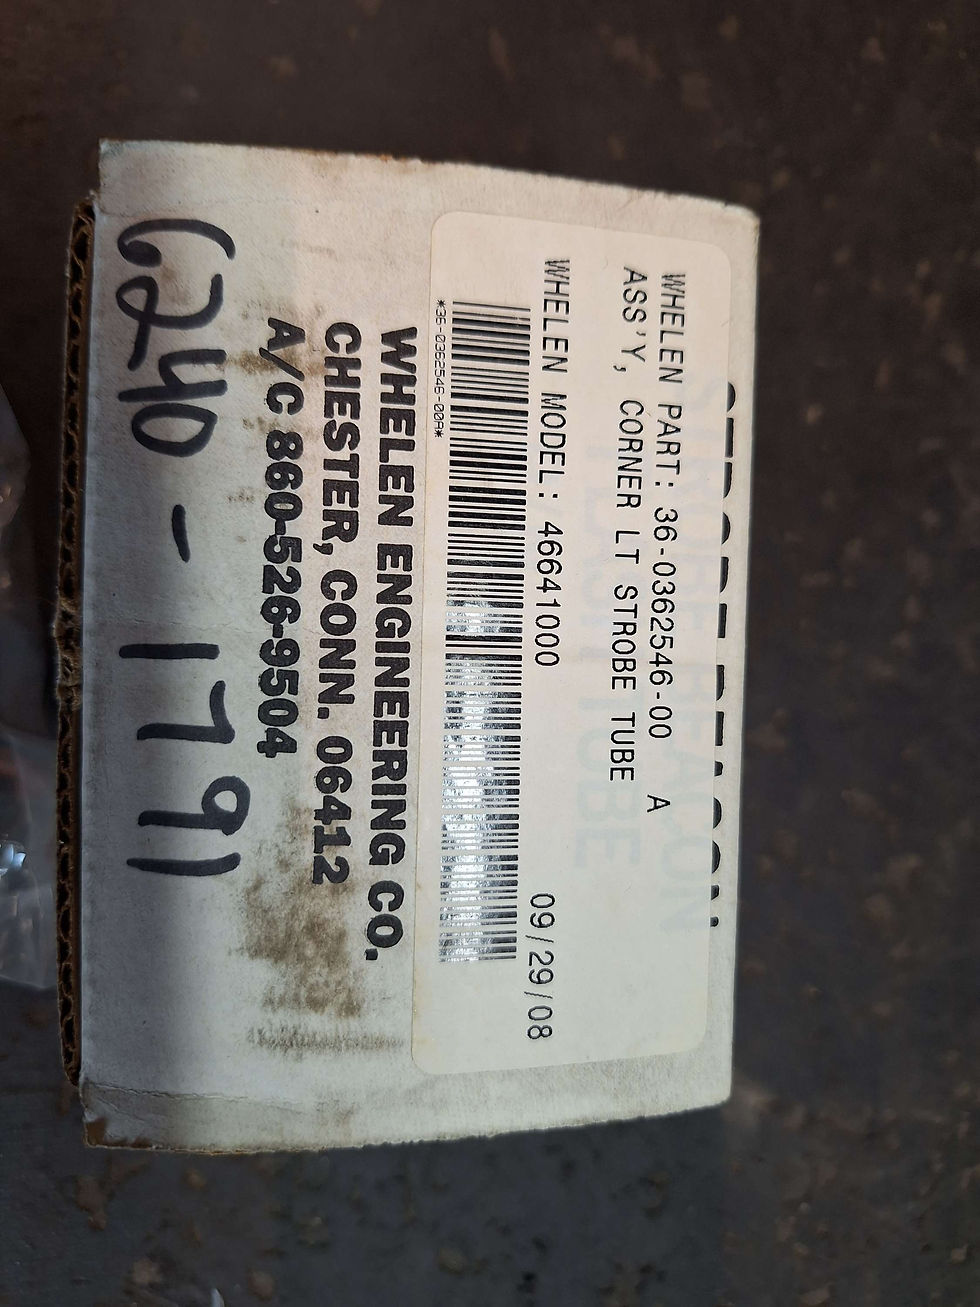 WHELEN PART: 36-0362546-00 A
ASS'Y, CORNER LT STROBE TUBE
WHELEN MODEL: 46641000 09/29/08
*36-0362546-00A*
WHELEN ENGINEERING CO.
CHESTER, CONN. 06412
A/C 860-526-9504
6240-1791